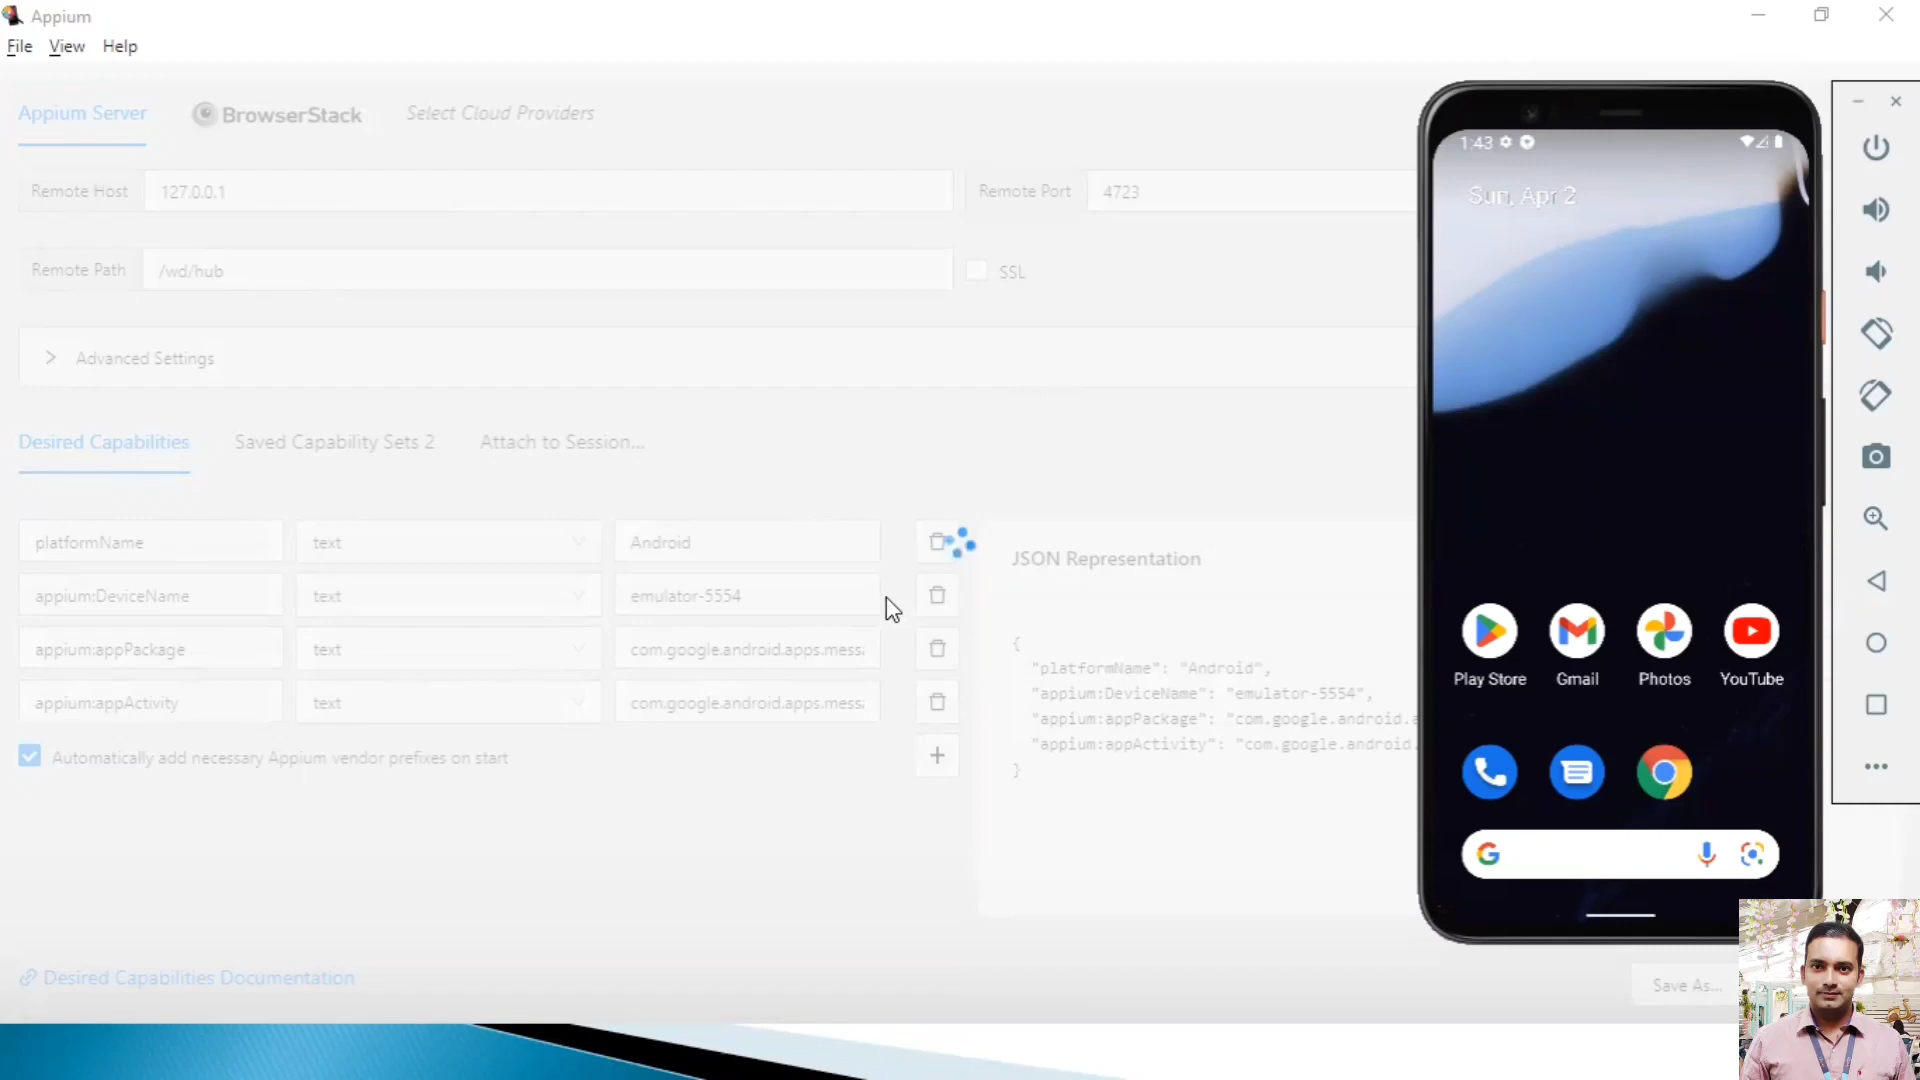 Appium
File View Help
Appium Server BrowserStack Select Cloud Providers
Remote Host 127.0.0.1 Remote Port 4723
Remote Path /wd/hub SSL
Advanced Settings
Desired Capabilities Saved Capability Sets 2 Attach to Session...
platformName text Android
appium:DeviceName text emulator-5554
appium:appPackage text com.google.android.apps.mess
appium:appActivity text com.google.android.apps.mess
Automatically add necessary Appium vendor prefixes on start
JSON Representation
{
"platformName": "Android",
"appium:DeviceName": "emulator-5554",
"appium:appPackage": "com.google.android.a
"appium:appActivity": "com.google.android.
}
Desired Capabilities Documentation
Save As...
1:43
Sun, Apr 2
Play Store Gmail Photos YouTube
G